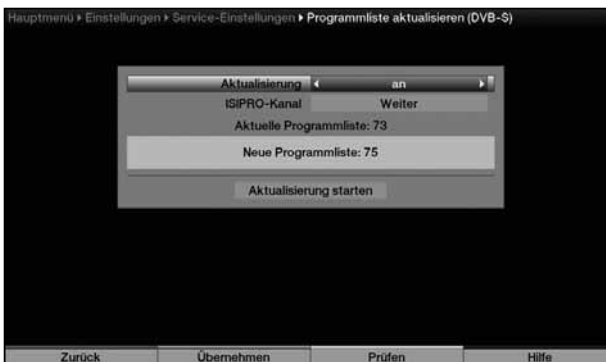 Hauptmenü ▸ Einstellungen ▸ Service-Einstellungen ▸ Programmliste aktualisieren (DVB-S)
Aktualisierung ◂ an ▸
ISIPRO-Kanal Weiter
Aktuelle Programmliste: 73
Neue Programmliste: 75
Aktualisierung starten
Zurück Übernehmen Prüfen Hilfe